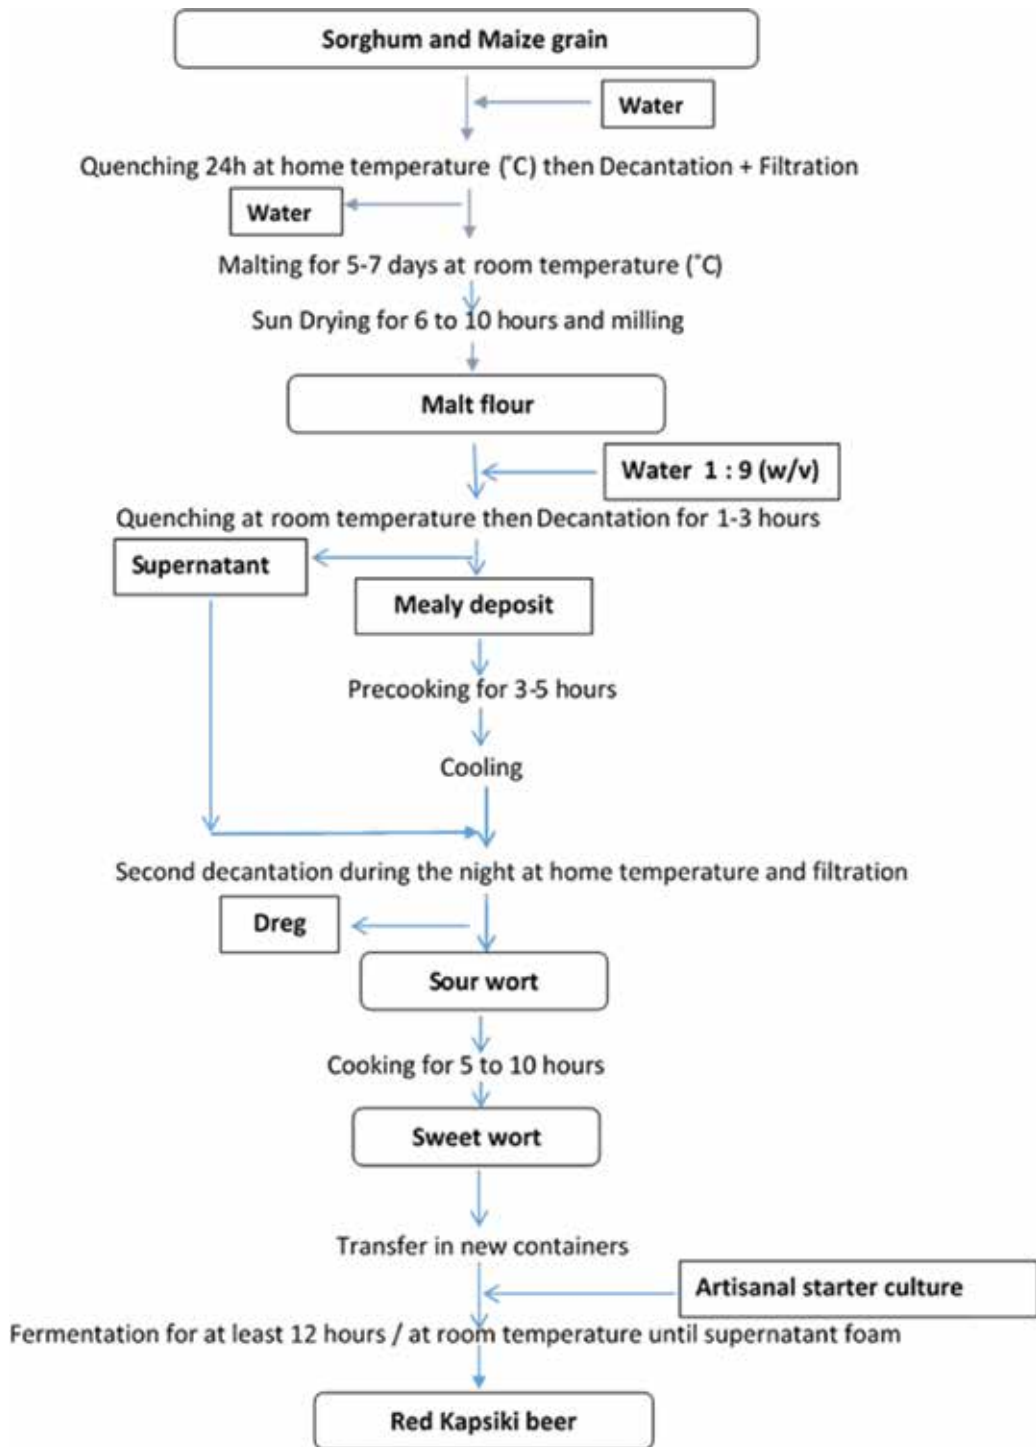 Sorghum and Maize grain
Water
Quenching 24h at home temperature (˚C) then Decantation + Filtration
Water
Malting for 5-7 days at room temperature (˚C)
Sun Drying for 6 to 10 hours and milling
Malt flour
Water 1 : 9 (w/v)
Quenching at room temperature then Decantation for 1-3 hours
Supernatant
Mealy deposit
Precooking for 3-5 hours
Cooling
Second decantation during the night at home temperature and filtration
Dreg
Sour wort
Cooking for 5 to 10 hours
Sweet wort
Transfer in new containers
Artisanal starter culture
Fermentation for at least 12 hours / at room temperature until supernatant foam
Red Kapsiki beer